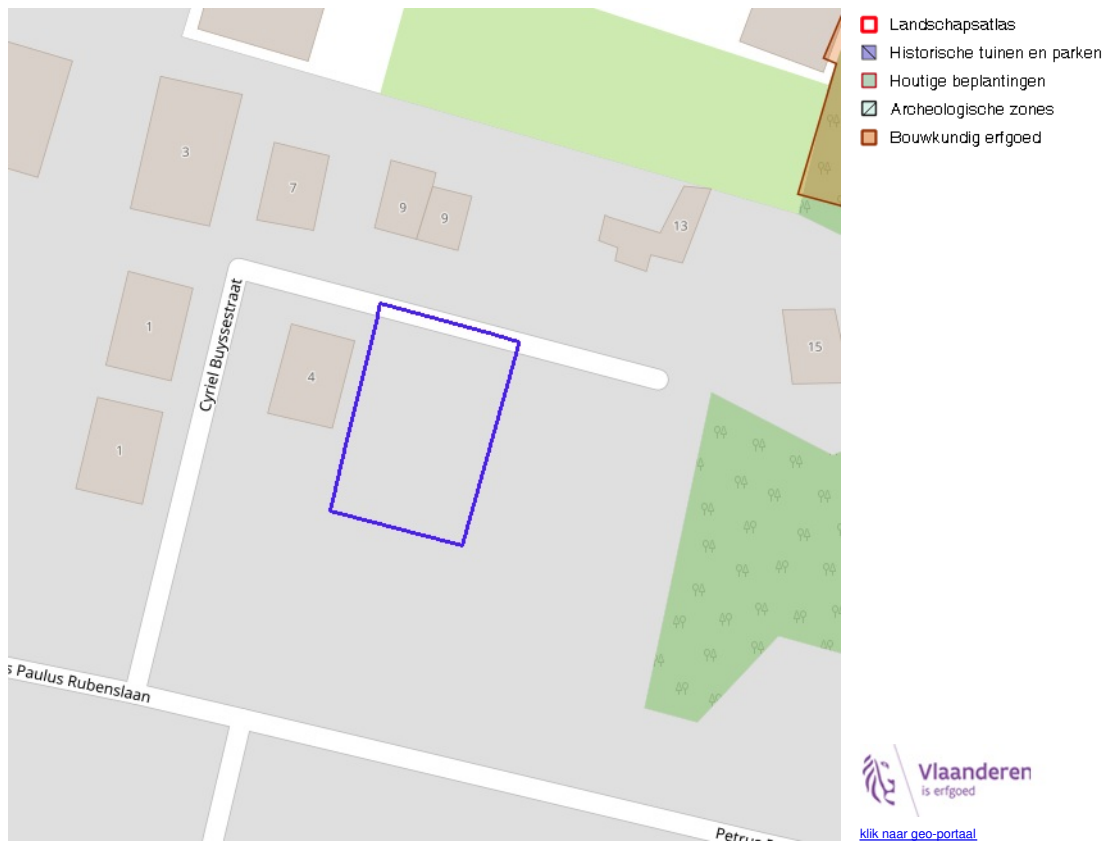 Landschapsatlas
Historische tuinen en parken
Houtige beplantingen
Archeologische zones
Bouwkundig erfgoed
3
7
9
9
13
1
4
15
1
Cyriel Buyssestraat
s Paulus Rubenslaan
Petrus
Vlaanderen
is erfgoed
klik naar geo-portaal